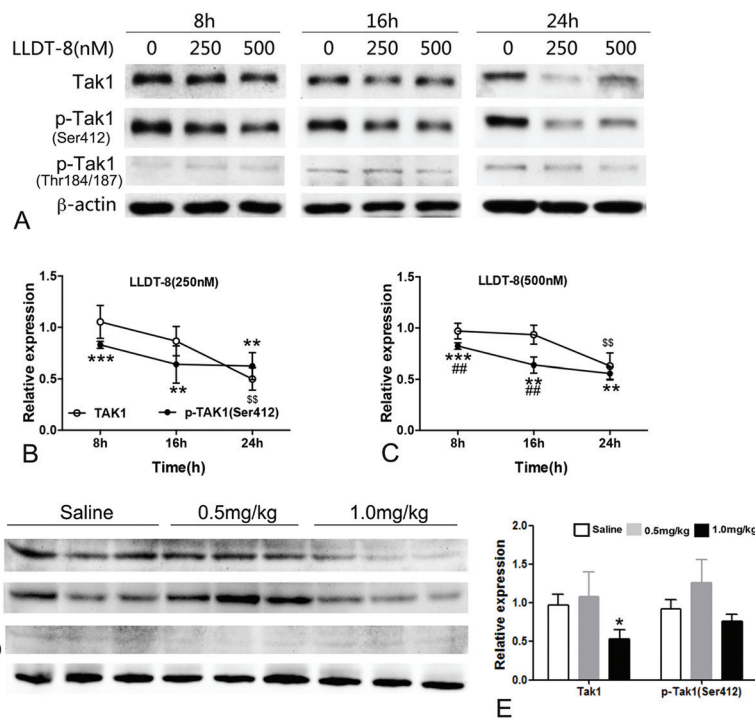 8h 16h 24h
LLDT-8(nM) 0 250 500 0 250 500 0 250 500
Tak1
p-Tak1
(Ser412)
p-Tak1
(Thr184/187)
β-actin
A
LLDT-8(250nM)
Relative expression
1.5
1.0
0.5
0.0
***
**
**
$$
TAK1 p-TAK1(Ser412)
8h 16h 24h
Time(h)
B
LLDT-8(500nM)
Relative expression
1.5
1.0
0.5
0.0
***
##
**
##
$$
**
8h 16h 24h
Time(h)
C
Saline 0.5mg/kg 1.0mg/kg
Saline 0.5mg/kg 1.0mg/kg
Relative expression
2.0
1.5
1.0
0.5
0.0
*
Tak1 p-Tak1(Ser412)
E